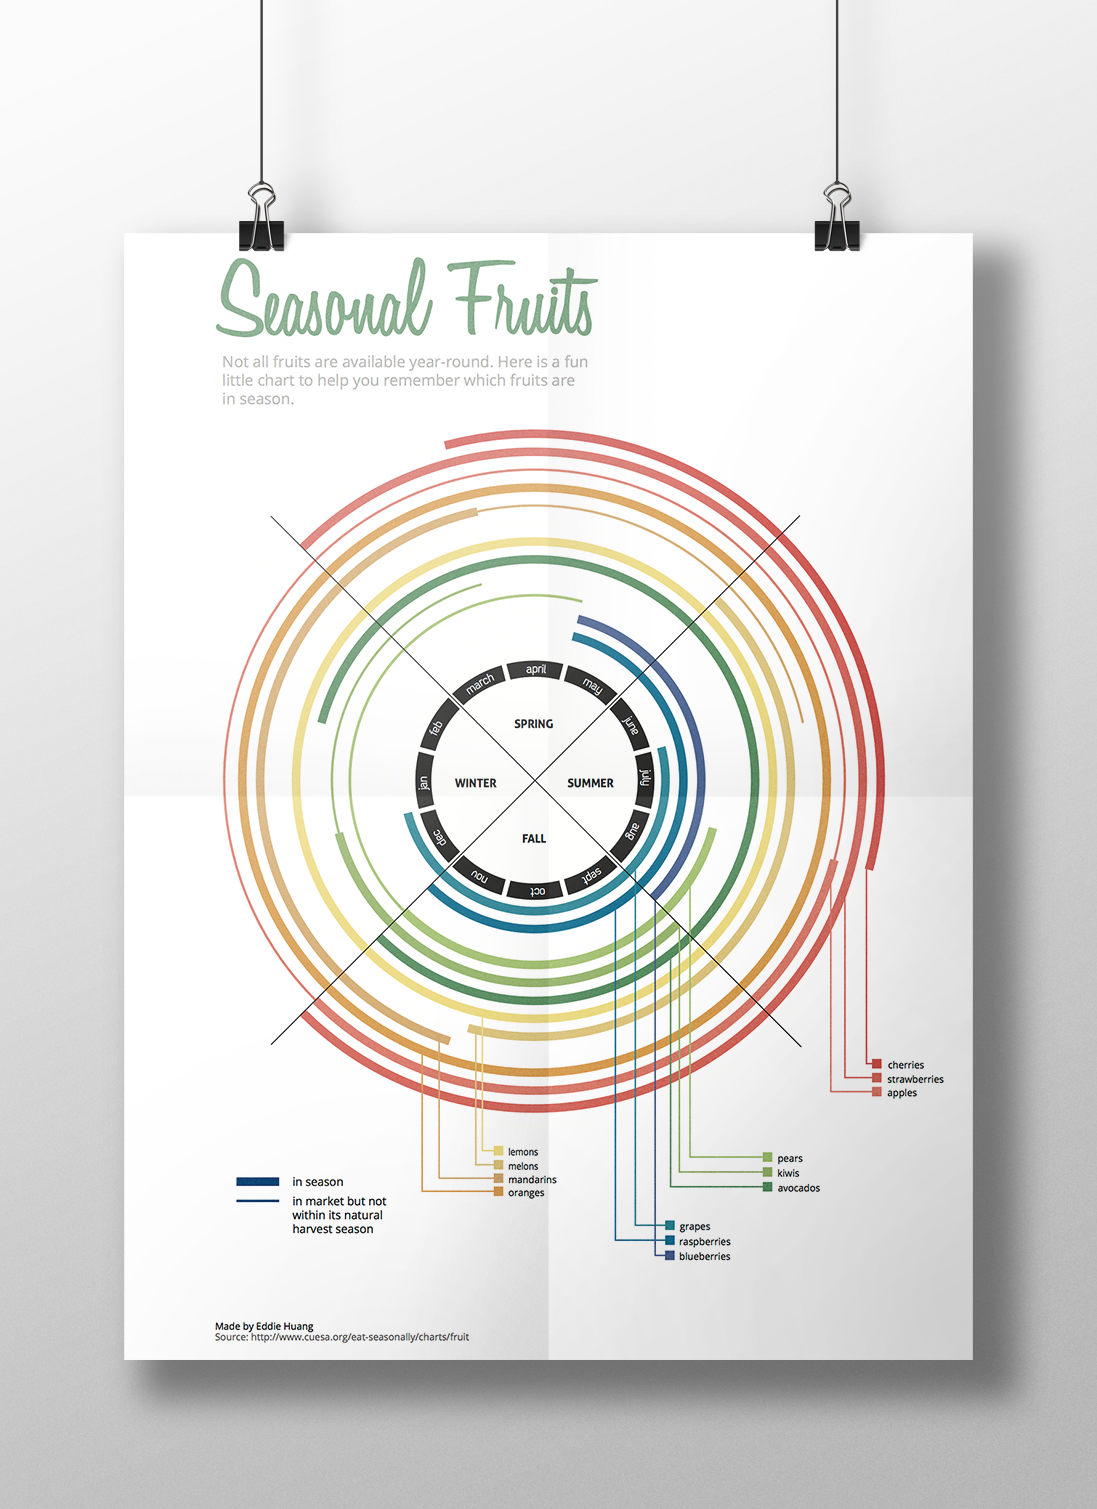 Seasonal Fruits
Not all fruits are available year-round. Here is a fun
little chart to help you remember which fruits are
in season.
april
may
june
july
aug
sept
oct
nov
dec
jan
feb
march
SPRING
WINTER
SUMMER
FALL
cherries
strawberries
apples
lemons
melons
mandarins
oranges
pears
kiwis
avocados
grapes
raspberries
blueberries
in season
in market but not
within its natural
harvest season
Made by Eddie Huang
Source: http://www.cuesa.org/eat-seasonally/charts/fruit